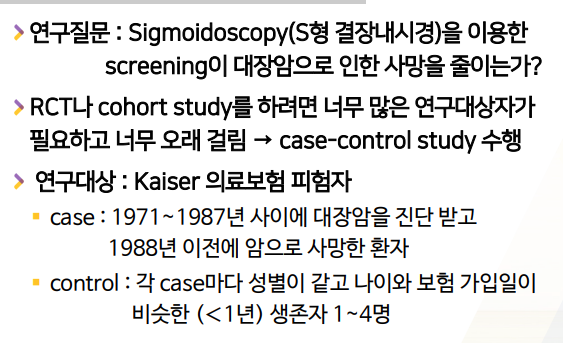 연구질문 : Sigmoidoscopy(S형 결장내시경)을 이용한
screening이 대장암으로 인한 사망을 줄이는가?
RCT나 cohort study를 하려면 너무 많은 연구대상자가
필요하고 너무 오래 걸림 → case-control study 수행
연구대상 : Kaiser 의료보험 피험자
case : 1971~1987년 사이에 대장암을 진단 받고
1988년 이전에 암으로 사망한 환자
control : 각 case마다 성별이 같고 나이와 보험 가입일이
비슷한 (<1년) 생존자 1~4명